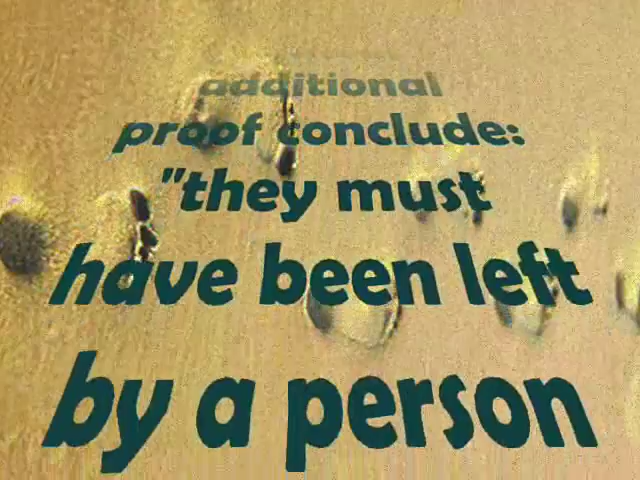 additional
proof conclude:
"they must
have been left
by a person